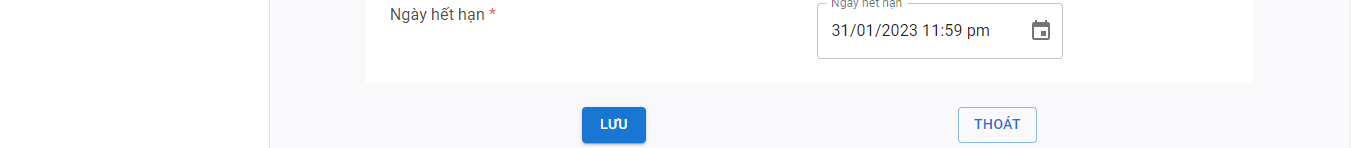 Ngày hết hạn
Ngày hết hạn *
31/01/2023 11:59 pm
LƯU
THOÁT